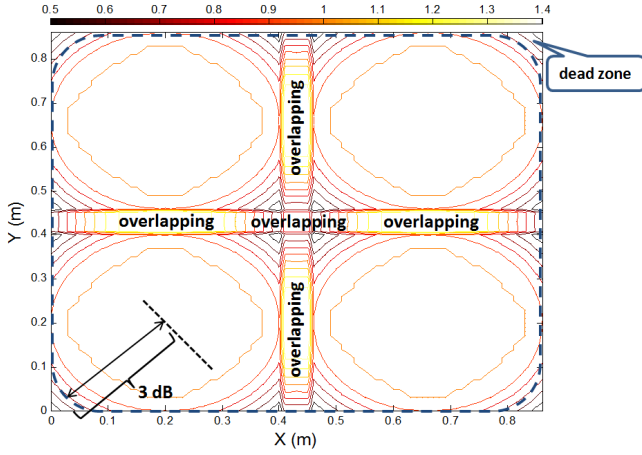 0.5 0.6 0.7 0.8 0.9 1 1.1 1.2 1.3 1.4
dead zone
0.8
0.7
0.6
0.5
0.4
0.3
0.2
0.1
0
Y (m)
overlapping
overlapping
overlapping
overlapping
overlapping
3 dB
0 0.1 0.2 0.3 0.4 0.5 0.6 0.7 0.8
X (m)